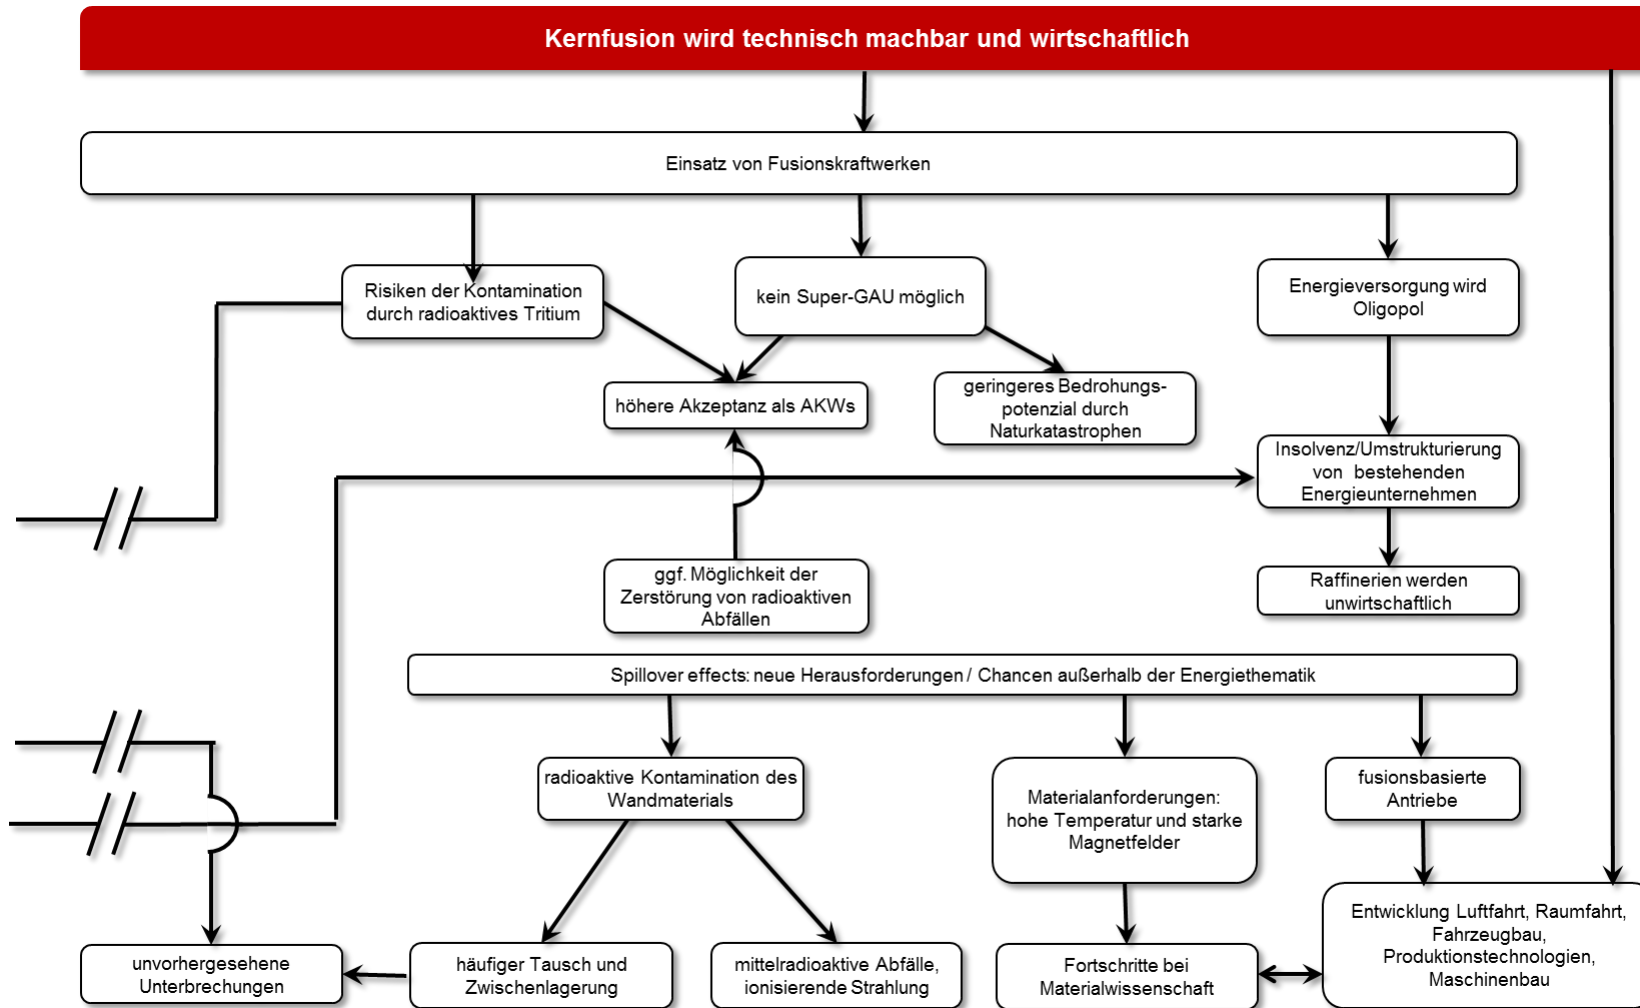 Kernfusion wird technisch machbar und wirtschaftlich
Einsatz von Fusionskraftwerken
Risiken der Kontamination
durch radioaktives Tritium
kein Super-GAU möglich
Energieversorgung wird
Oligopol
höhere Akzeptanz als AKWs
geringeres Bedrohungs-
potenzial durch
Naturkatastrophen
Insolvenz/Umstrukturierung
von bestehenden
Energieunternehmen
ggf. Möglichkeit der
Zerstörung von radioaktiven
Abfällen
Raffinerien werden
unwirtschaftlich
Spillover effects: neue Herausforderungen / Chancen außerhalb der Energiethematik
radioaktive Kontamination des
Wandmaterials
Materialanforderungen:
hohe Temperatur und starke
Magnetfelder
fusionsbasierte
Antriebe
unvorhergesehene
Unterbrechungen
häufiger Tausch und
Zwischenlagerung
mittelradioaktive Abfälle,
ionisierende Strahlung
Fortschritte bei
Materialwissenschaft
Entwicklung Luftfahrt, Raumfahrt,
Fahrzeugbau,
Produktionstechnologien,
Maschinenbau